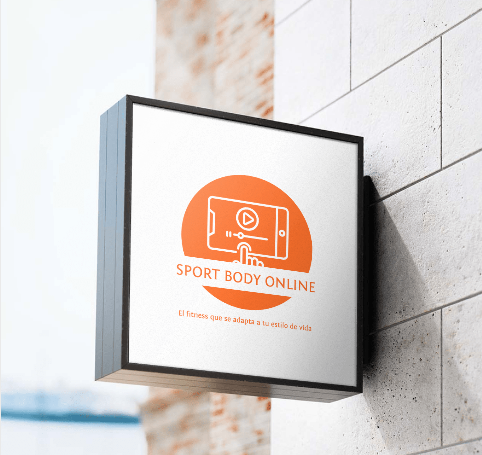 SPORT BODY ONLINE
El fitness que se adapta a tu estilo de vida